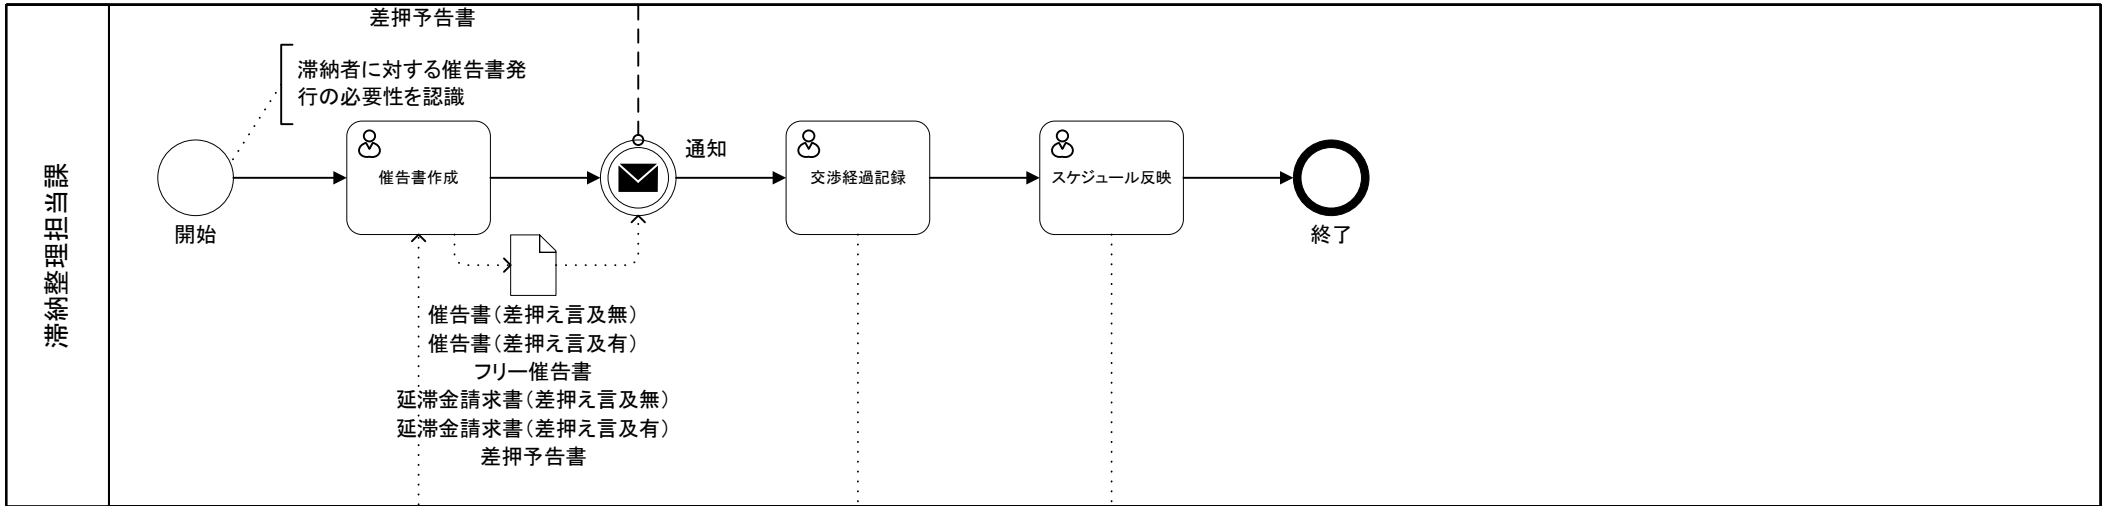 差押予告書
滞納者に対する催告書発
行の必要性を認識
滞納整理担当課
開始
催告書作成
通知
交渉経過記録
スケジュール反映
終了
催告書（差押え言及無）
催告書（差押え言及有）
フリー催告書
延滞金請求書（差押え言及無）
延滞金請求書（差押え言及有）
差押予告書